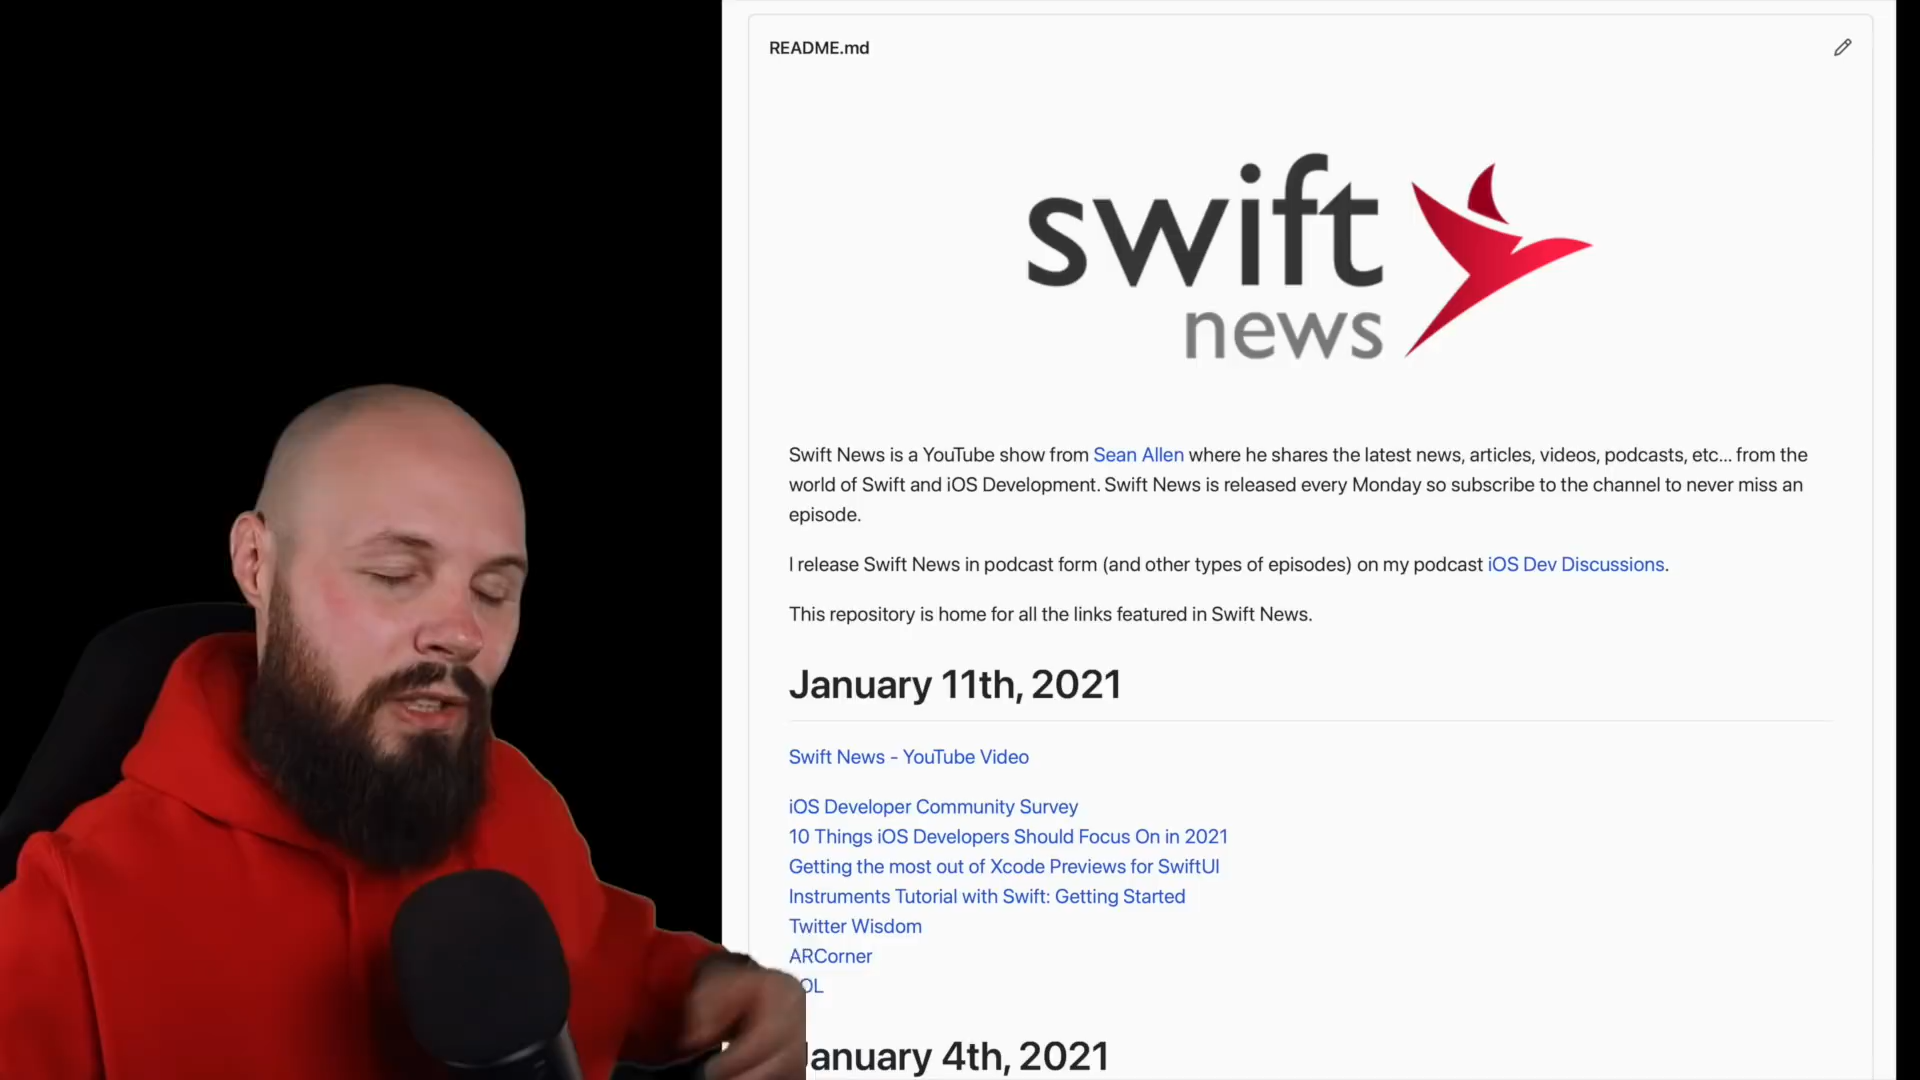 README.md
swift
news
Swift News is a YouTube show from Sean Allen where he shares the latest news, articles, videos, podcasts, etc... from the
world of Swift and iOS Development. Swift News is released every Monday so subscribe to the channel to never miss an
episode.
I release Swift News in podcast form (and other types of episodes) on my podcast iOS Dev Discussions.
This repository is home for all the links featured in Swift News.
January 11th, 2021
Swift News - YouTube Video
iOS Developer Community Survey
10 Things iOS Developers Should Focus On in 2021
Getting the most out of Xcode Previews for SwiftUI
Instruments Tutorial with Swift: Getting Started
Twitter Wisdom
ARCorner
OL
January 4th, 2021